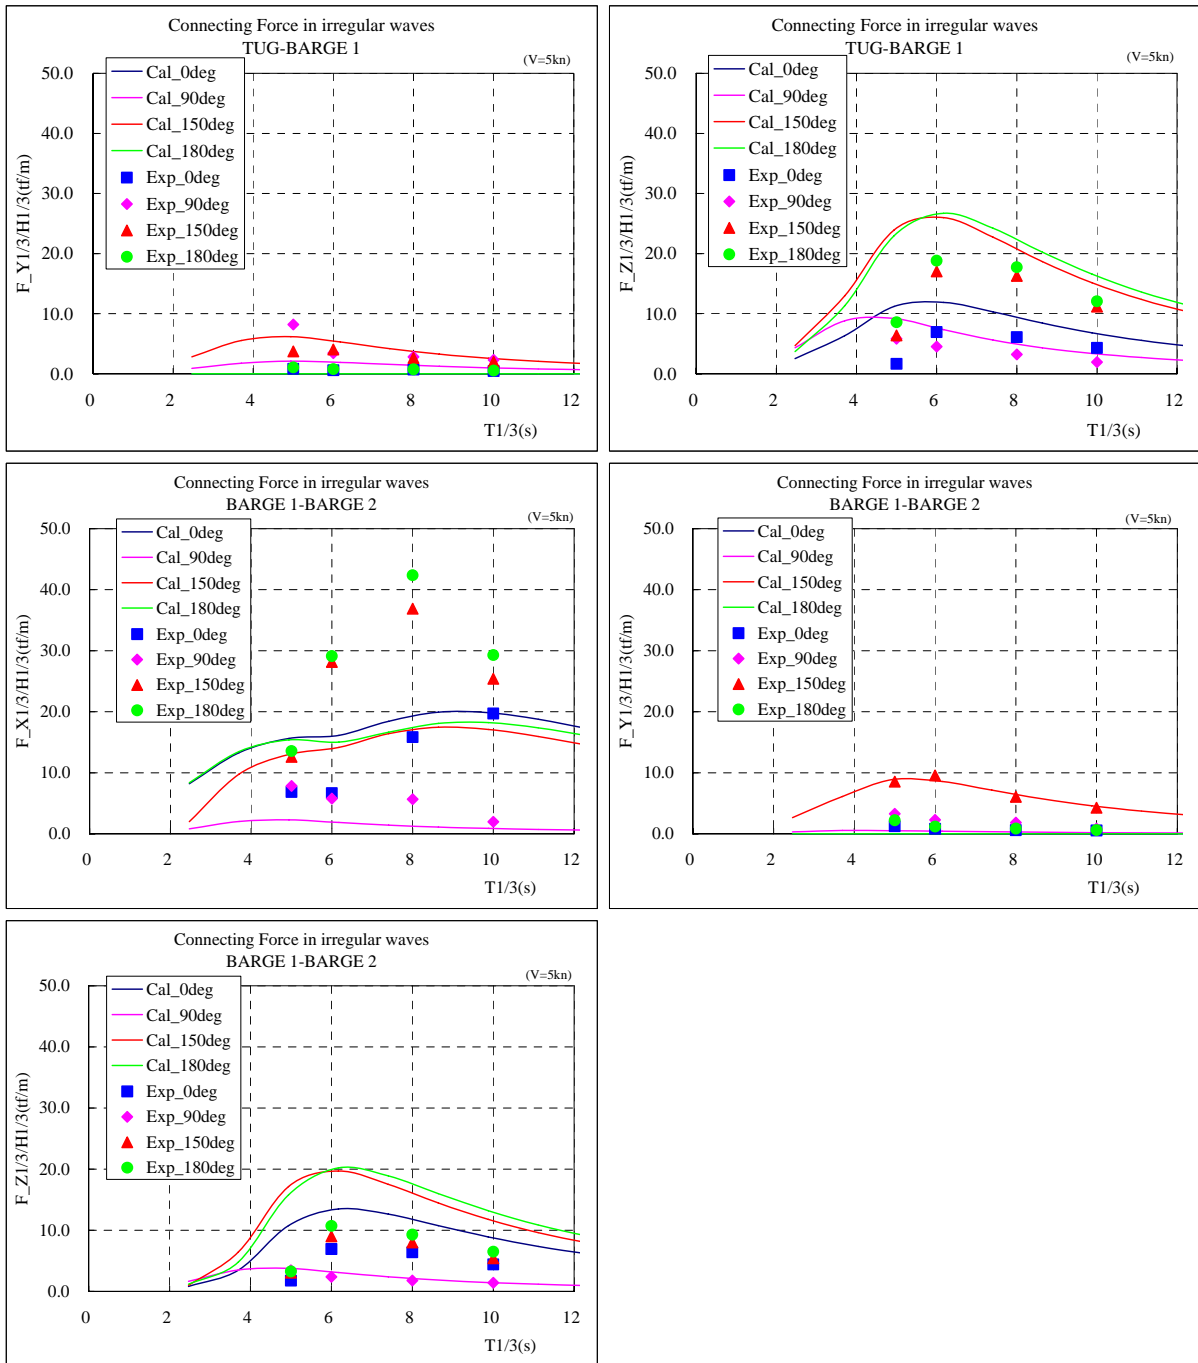 Connecting Force in irregular waves
TUG-BARGE 1
(V=5kn)
50.0
40.0
30.0
20.0
10.0
0.0
F_Y1/3/H1/3(tf/m)
Cal_0deg
Cal_90deg
Cal_150deg
Cal_180deg
Exp_0deg
Exp_90deg
Exp_150deg
Exp_180deg
0 2 4 6 8 10 12
T1/3(s)
Connecting Force in irregular waves
TUG-BARGE 1
(V=5kn)
50.0
40.0
30.0
20.0
10.0
0.0
F_Z1/3/H1/3(tf/m)
Cal_0deg
Cal_90deg
Cal_150deg
Cal_180deg
Exp_0deg
Exp_90deg
Exp_150deg
Exp_180deg
0 2 4 6 8 10 12
T1/3(s)
Connecting Force in irregular waves
BARGE 1-BARGE 2
(V=5kn)
50.0
40.0
30.0
20.0
10.0
0.0
F_X1/3/H1/3(tf/m)
Cal_0deg
Cal_90deg
Cal_150deg
Cal_180deg
Exp_0deg
Exp_90deg
Exp_150deg
Exp_180deg
0 2 4 6 8 10 12
T1/3(s)
Connecting Force in irregular waves
BARGE 1-BARGE 2
(V=5kn)
50.0
40.0
30.0
20.0
10.0
0.0
F_Y1/3/H1/3(tf/m)
Cal_0deg
Cal_90deg
Cal_150deg
Cal_180deg
Exp_0deg
Exp_90deg
Exp_150deg
Exp_180deg
0 2 4 6 8 10 12
T1/3(s)
Connecting Force in irregular waves
BARGE 1-BARGE 2
(V=5kn)
50.0
40.0
30.0
20.0
10.0
0.0
F_Z1/3/H1/3(tf/m)
Cal_0deg
Cal_90deg
Cal_150deg
Cal_180deg
Exp_0deg
Exp_90deg
Exp_150deg
Exp_180deg
0 2 4 6 8 10 12
T1/3(s)